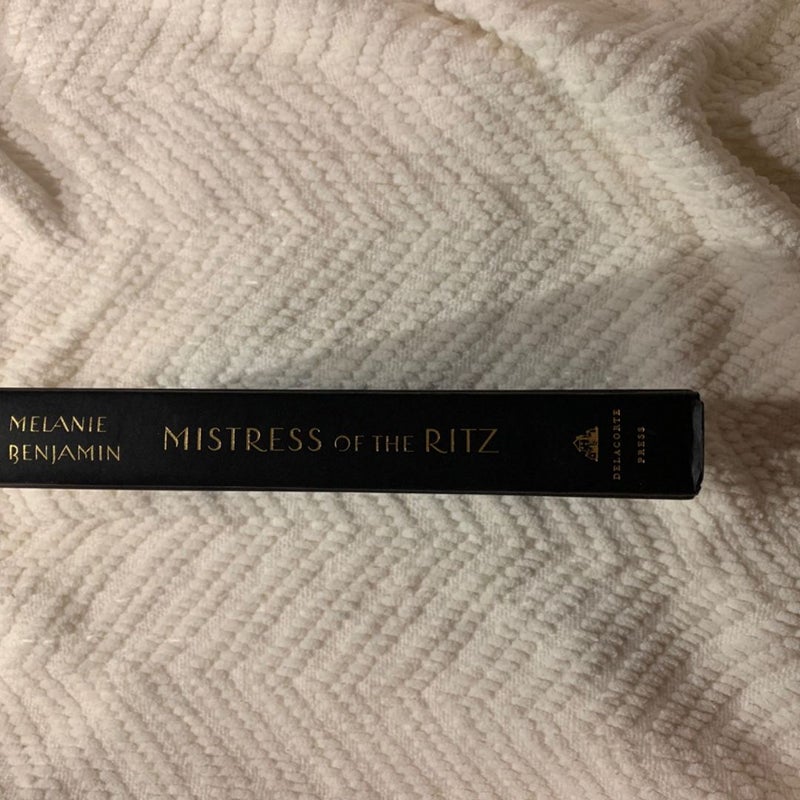 MELANIE
BENJAMIN
MISTRESS OF THE RITZ
DELACORTE
PRESS